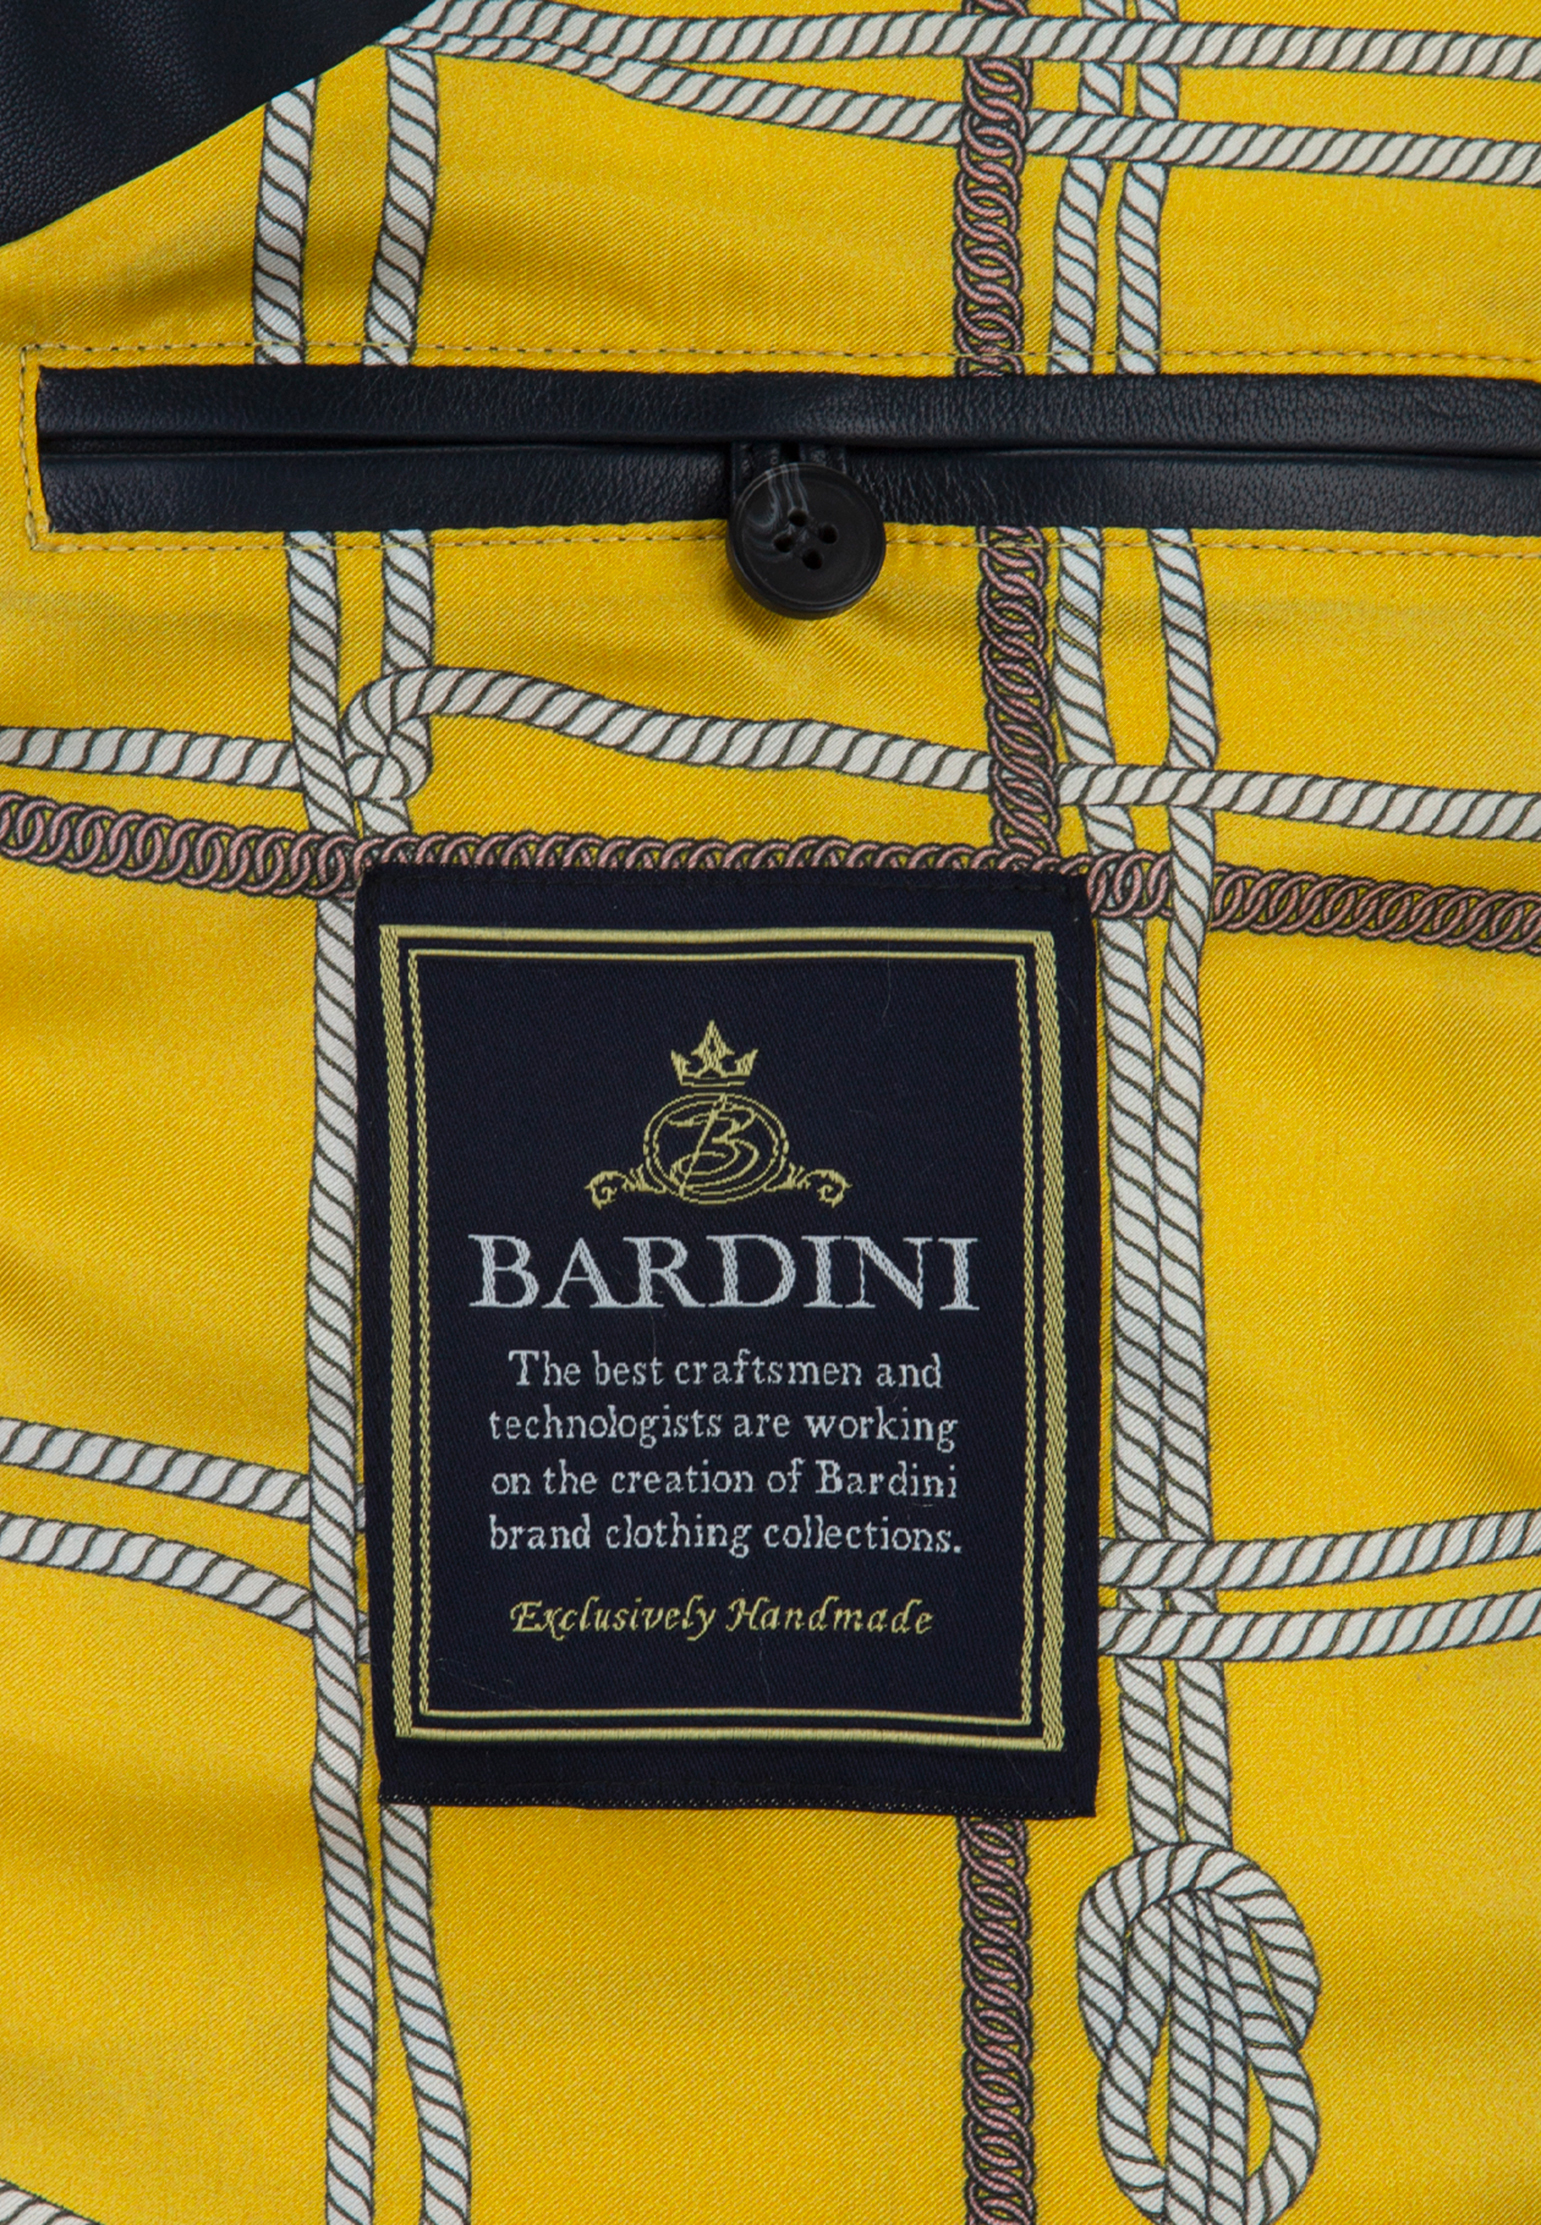 B
BARDINI
The best craftsmen and
technologists are working
on the creation of Bardini
brand clothing collections.
Exclusively Handmade